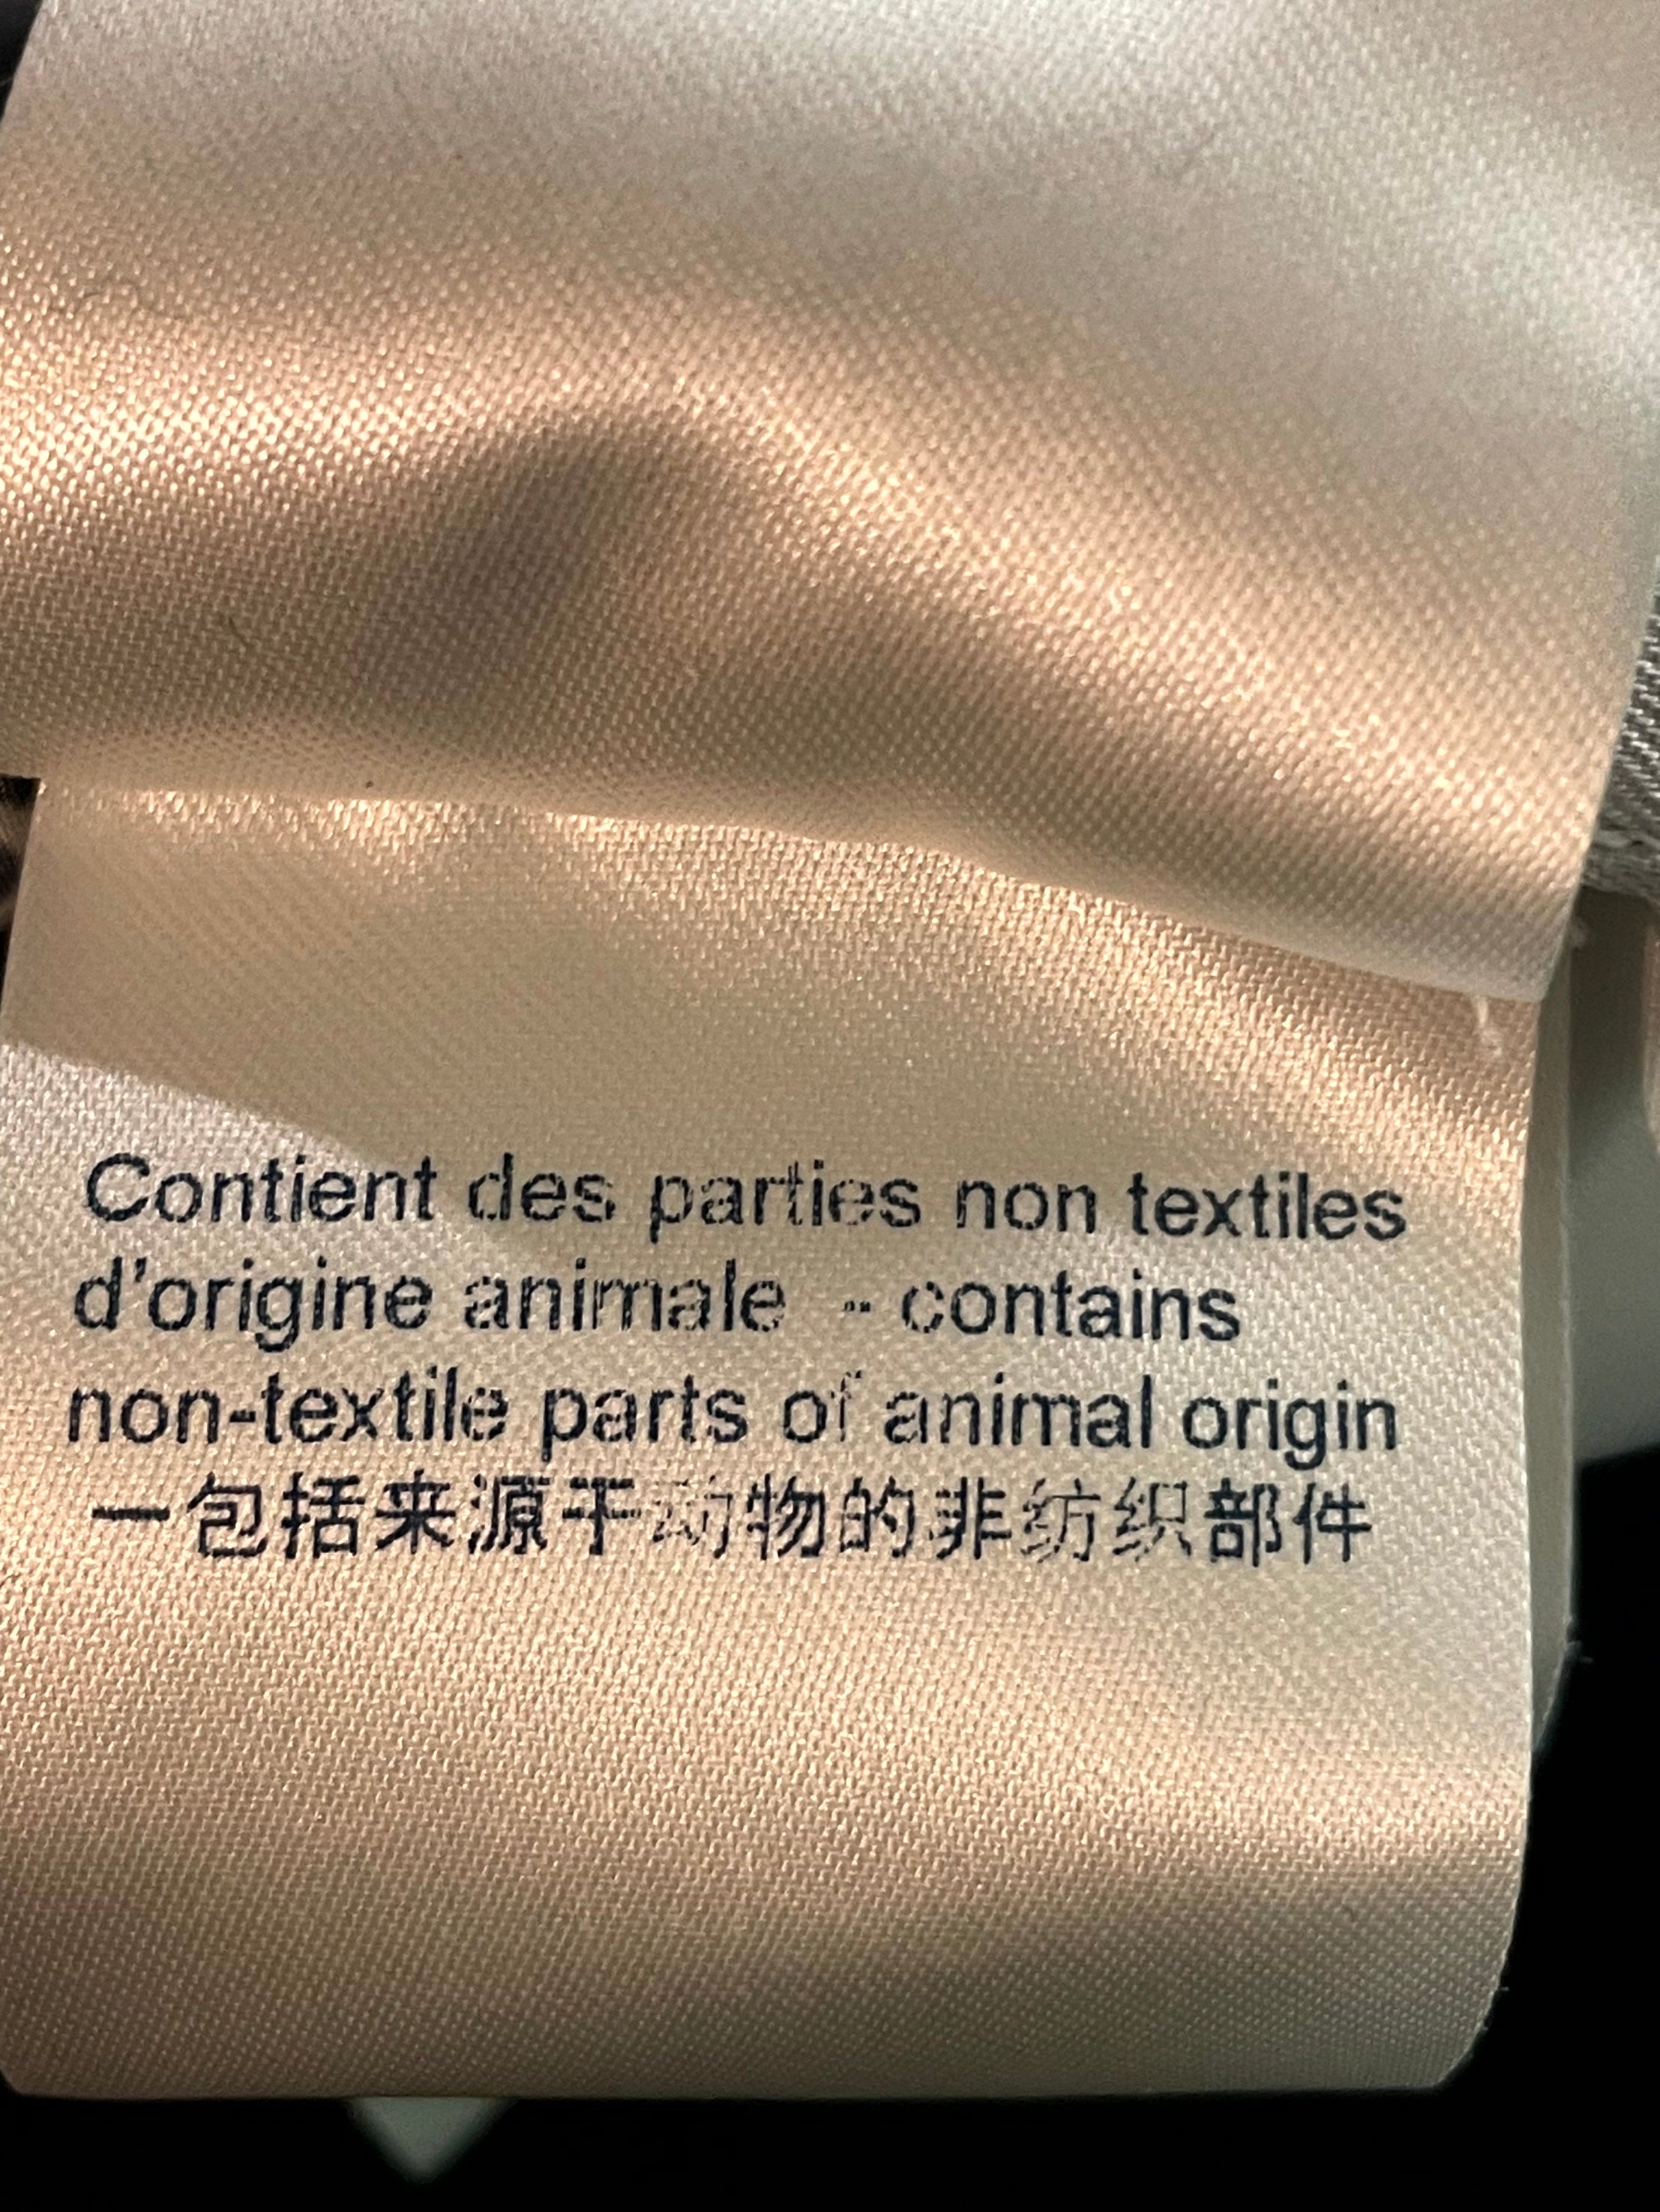 Contient des parties non textiles
d'origine animale - contains
non-textile parts of animal origin
一包括来源于动物的非纺织部件